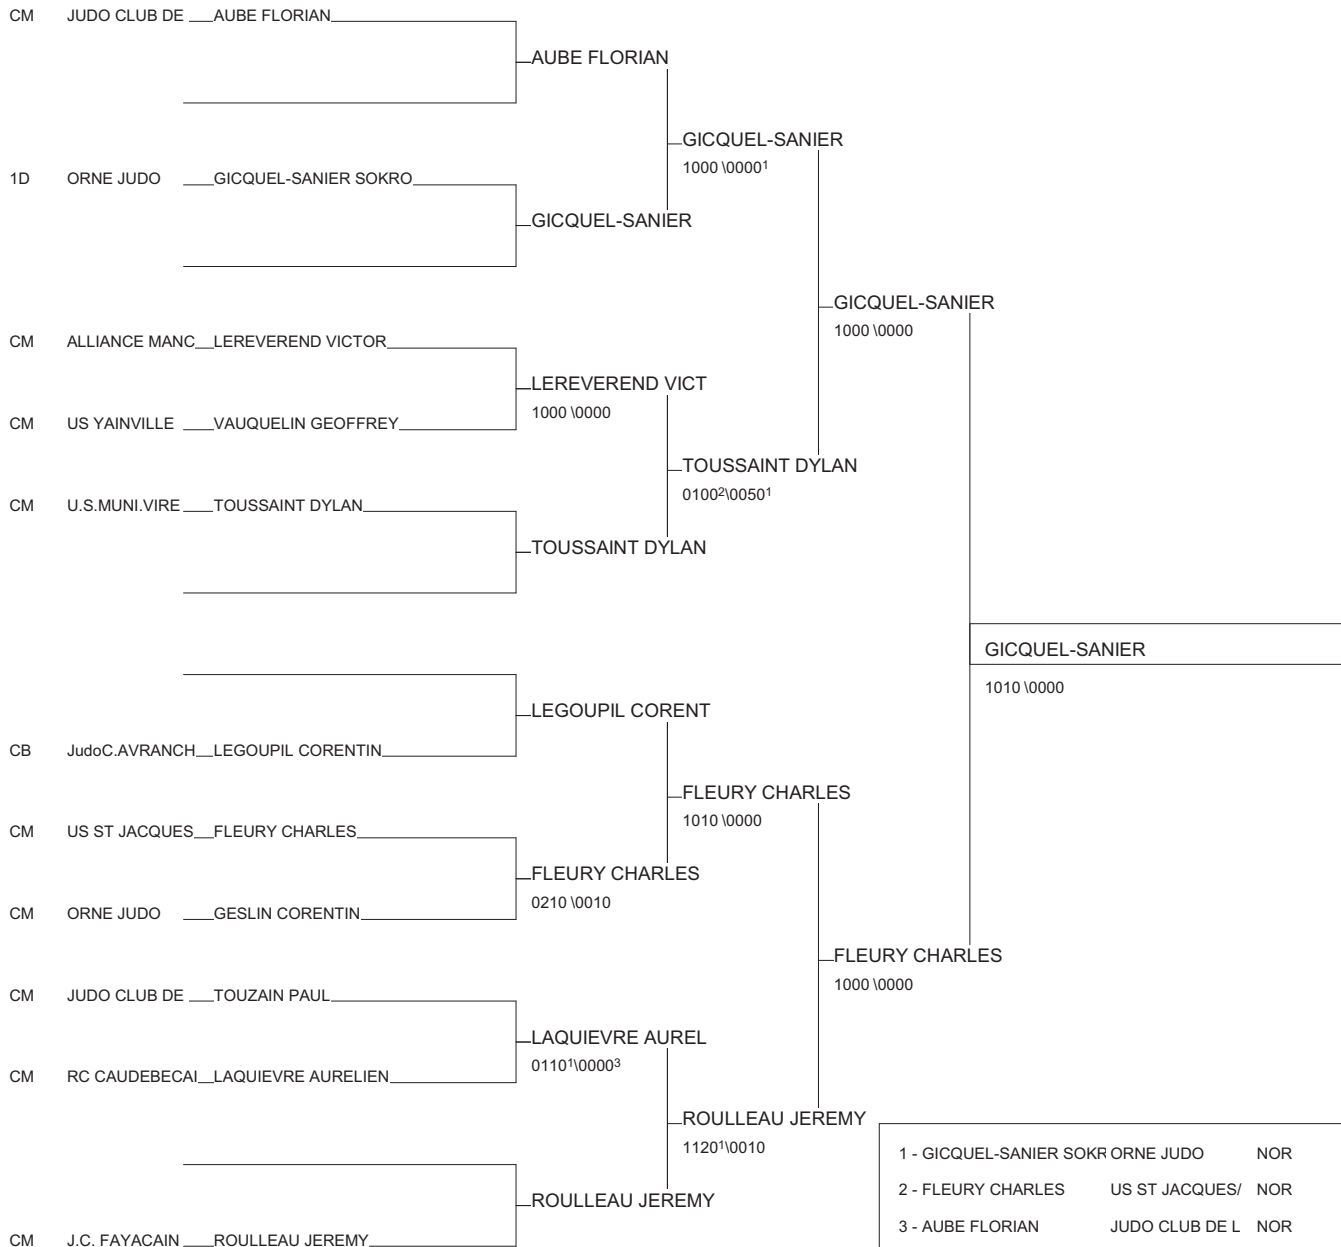 CM JUDO CLUB DE AUBE FLORIAN
AUBE FLORIAN
GICQUEL-SANIER
1000 \0000¹
1D ORNE JUDO GICQUEL-SANIER SOKRO
GICQUEL-SANIER
GICQUEL-SANIER
1000 \0000
CM ALLIANCE MANC LEREVEREND VICTOR
LEREVEREND VICT
1000 \0000
CM US YAINVILLE VAUQUELIN GEOFFREY
TOUSSAINT DYLAN
0100²\0050¹
CM U.S.MUNI.VIRE TOUSSAINT DYLAN
TOUSSAINT DYLAN
GICQUEL-SANIER
1010 \0000
LEGOUPIL CORENT
CB JudoC.AVRANCH LEGOUPIL CORENTIN
FLEURY CHARLES
1010 \0000
CM US ST JACQUES FLEURY CHARLES
FLEURY CHARLES
0210 \0010
CM ORNE JUDO GESLIN CORENTIN
FLEURY CHARLES
1000 \0000
CM JUDO CLUB DE TOUZAIN PAUL
LAQUIEVRE AUREL
0110¹\0000³
CM RC CAUDEBECAI LAQUIEVRE AURELIEN
ROULLEAU JEREMY
1120¹\0010
1 - GICQUEL-SANIER SOKR ORNE JUDO NOR
2 - FLEURY CHARLES US ST JACQUES/ NOR
ROULLEAU JEREMY
3 - AUBE FLORIAN JUDO CLUB DE L NOR
CM J.C. FAYACAIN ROULLEAU JEREMY